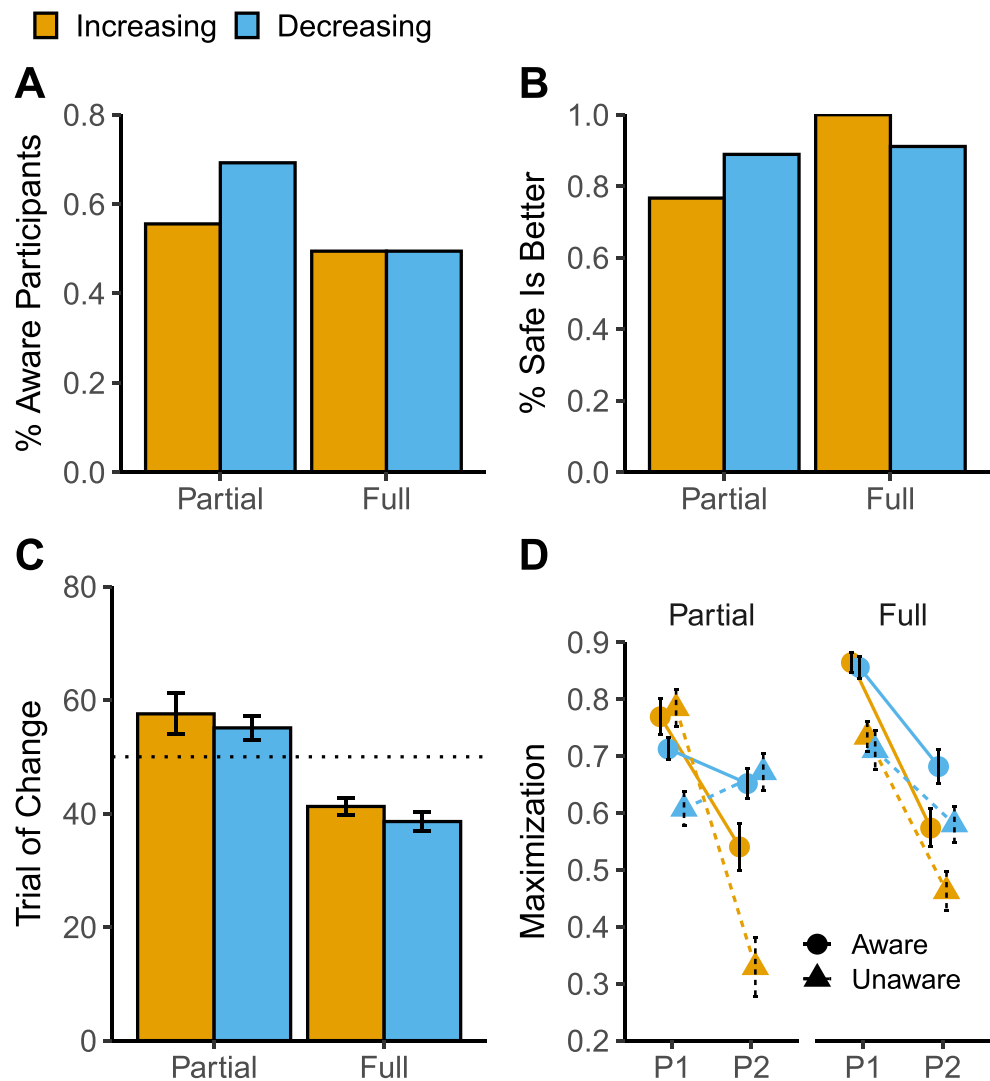 Increasing Decreasing
A
% Aware Participants
0.8
0.6
0.4
0.2
0.0
Partial Full
B
% Safe Is Better
1.0
0.8
0.6
0.4
0.2
0.0
Partial Full
C
Trial of Change
80
60
40
20
0
Partial Full
D
Partial Full
Maximization
0.9
0.8
0.7
0.6
0.5
0.4
0.3
0.2
Aware
Unaware
P1 P2 P1 P2